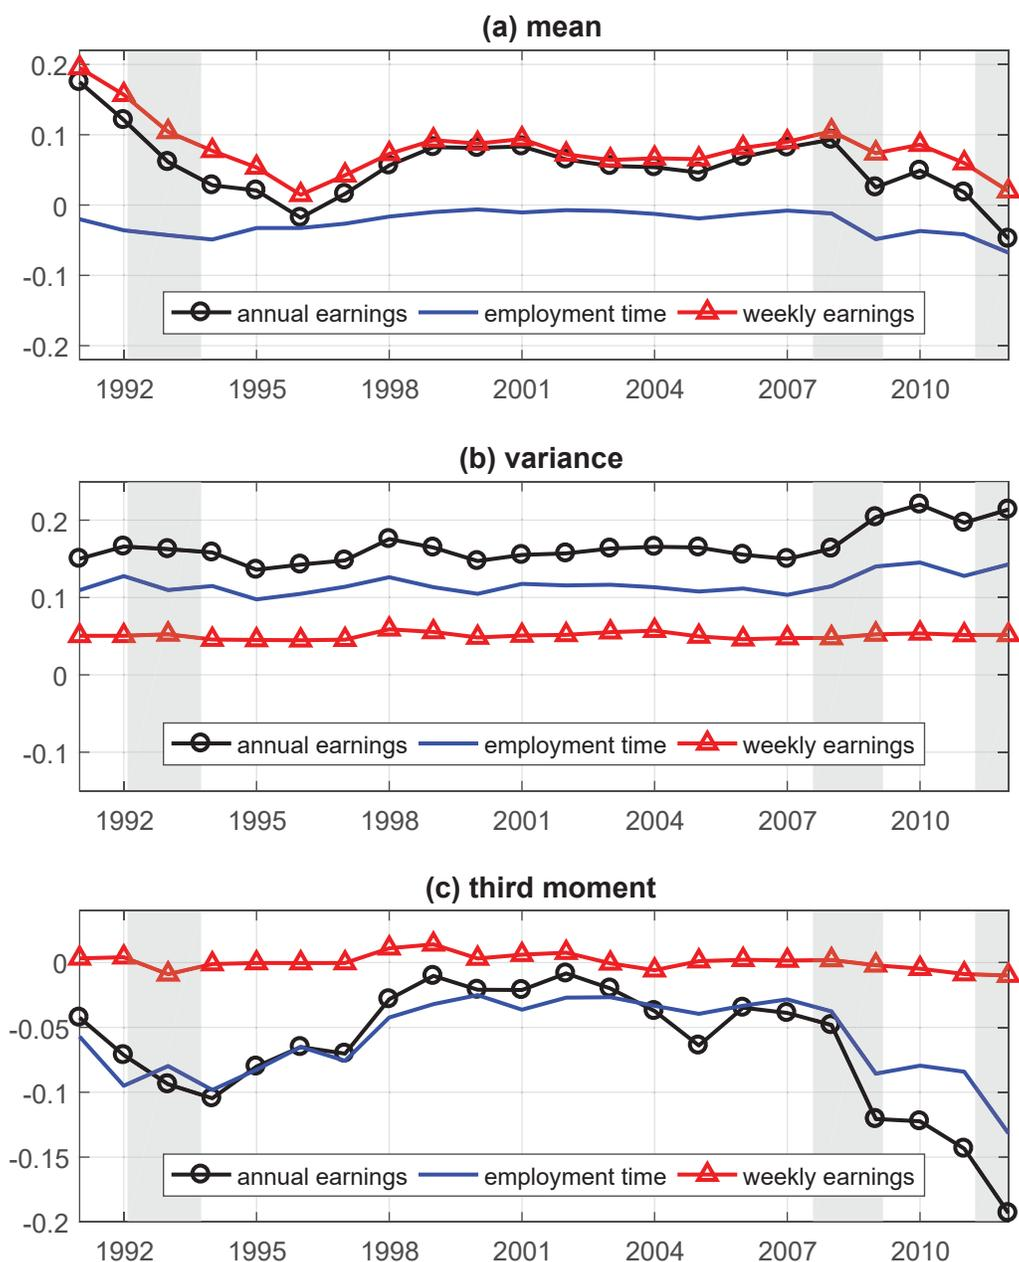 (a) mean
0.2
0.1
0
-0.1
-0.2
annual earnings employment time weekly earnings
1992 1995 1998 2001 2004 2007 2010
(b) variance
0.2
0.1
0
-0.1
annual earnings employment time weekly earnings
1992 1995 1998 2001 2004 2007 2010
(c) third moment
0
-0.05
-0.1
-0.15
annual earnings employment time weekly earnings
-0.2
1992 1995 1998 2001 2004 2007 2010